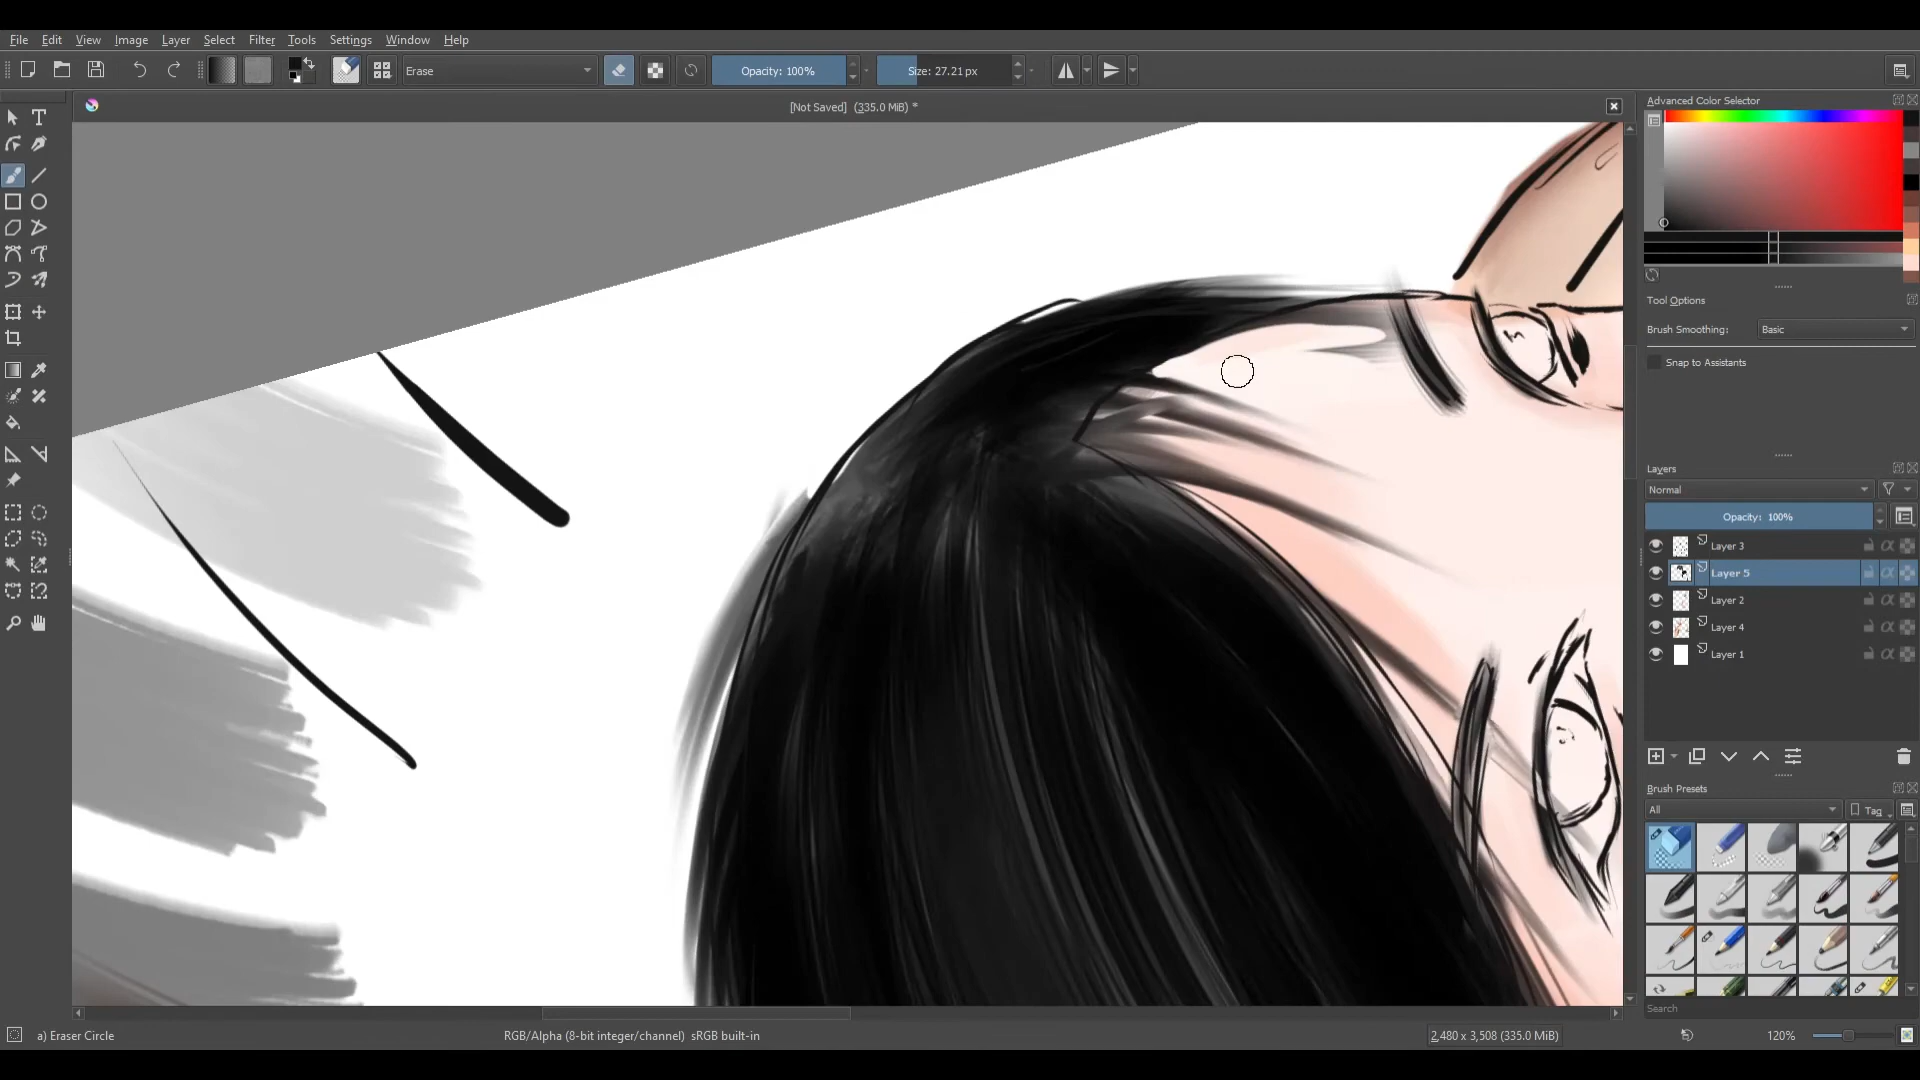 File Edit View Image Layer Select Filter Tools Settings Window Help
Erase Opacity: 100% Size: 27.21 px
[Not Saved] (335.0 MiB) *
Advanced Color Selector
Tool Options
Brush Smoothing: Basic
Snap to Assistants
Layers
Normal
Opacity: 100%
Layer 3
Layer 5
Layer 2
Layer 4
Layer 1
Brush Presets
All Tag
Search
a) Eraser Circle RGB/Alpha (8-bit integer/channel) sRGB built-in 2,480 x 3,508 (335.0 MiB) 120%